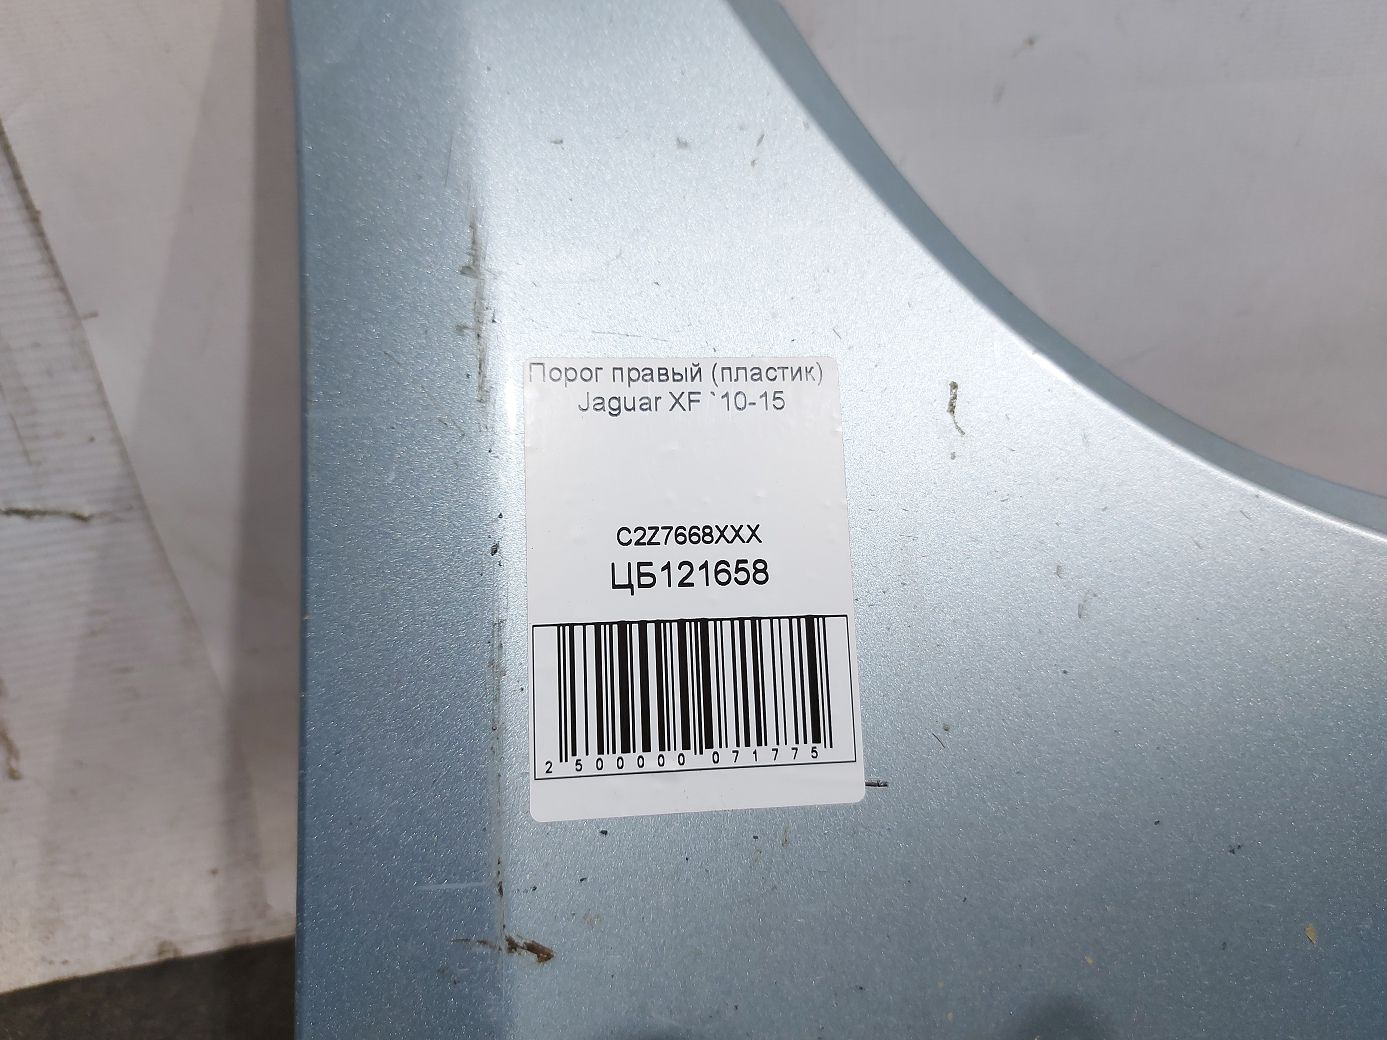 Порог правый (пластик)
Jaguar XF `10-15
C2Z7668XXX
ЦБ121658
2 500000 071775